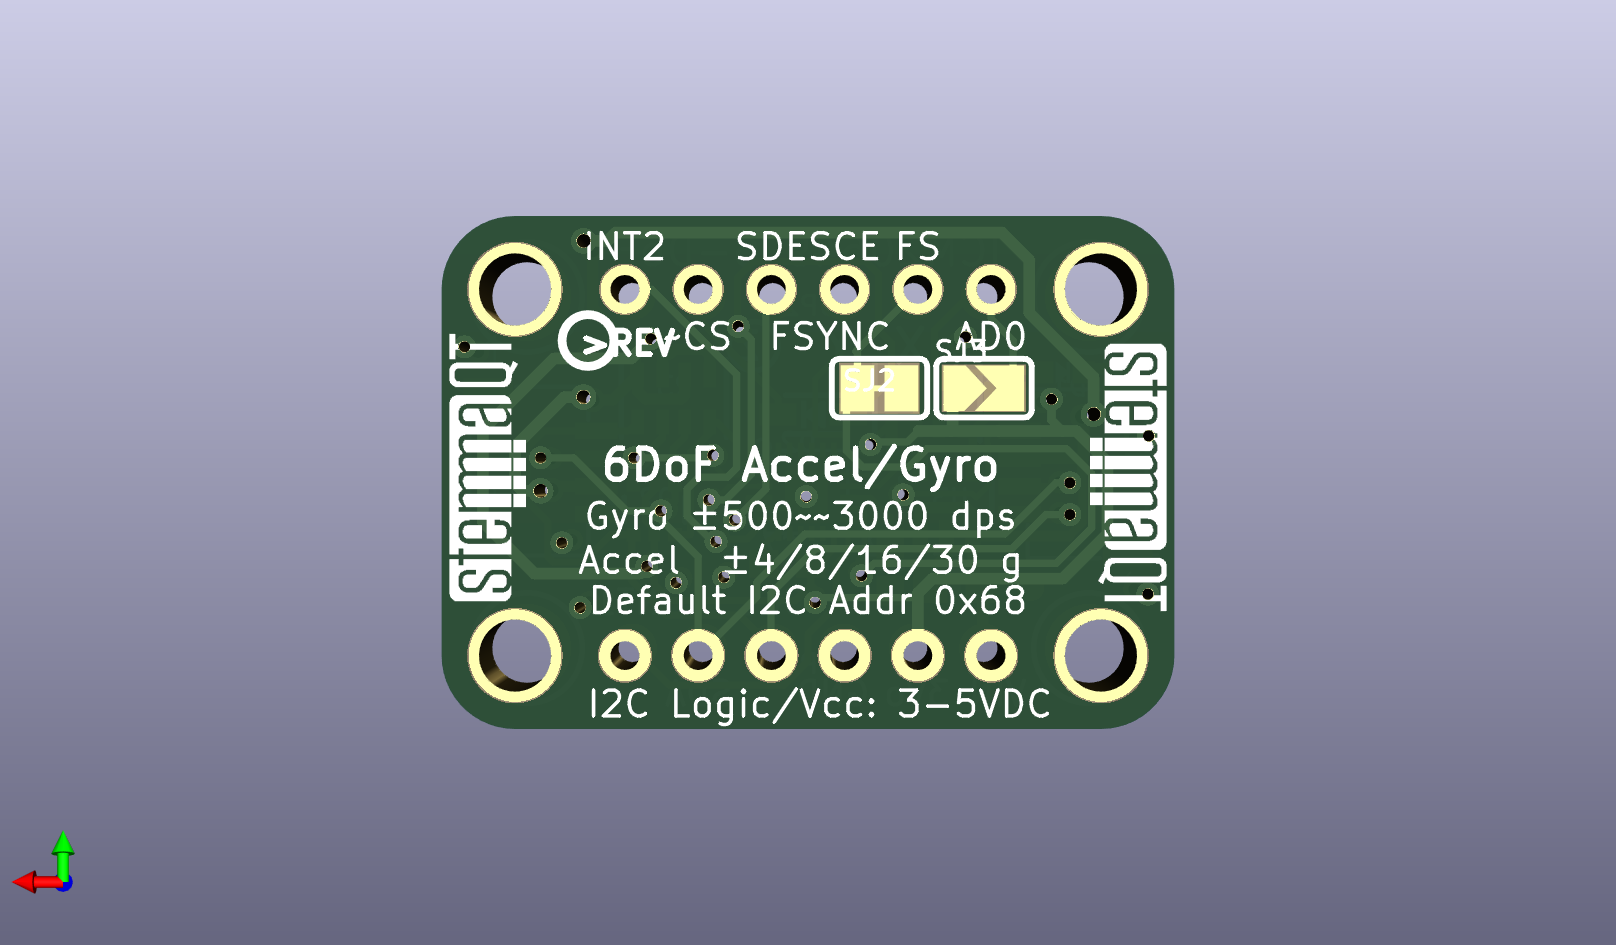 INT2 SDESCE FS
>REV ~CS FSYNC AD0
SJ2
6DoF Accel/Gyro
Gyro ±500~~3000 dps
Accel ±4/8/16/30 g
Default I2C Addr 0x68
I2C Logic/Vcc: 3-5VDC
stemmaQT
stemmaQT